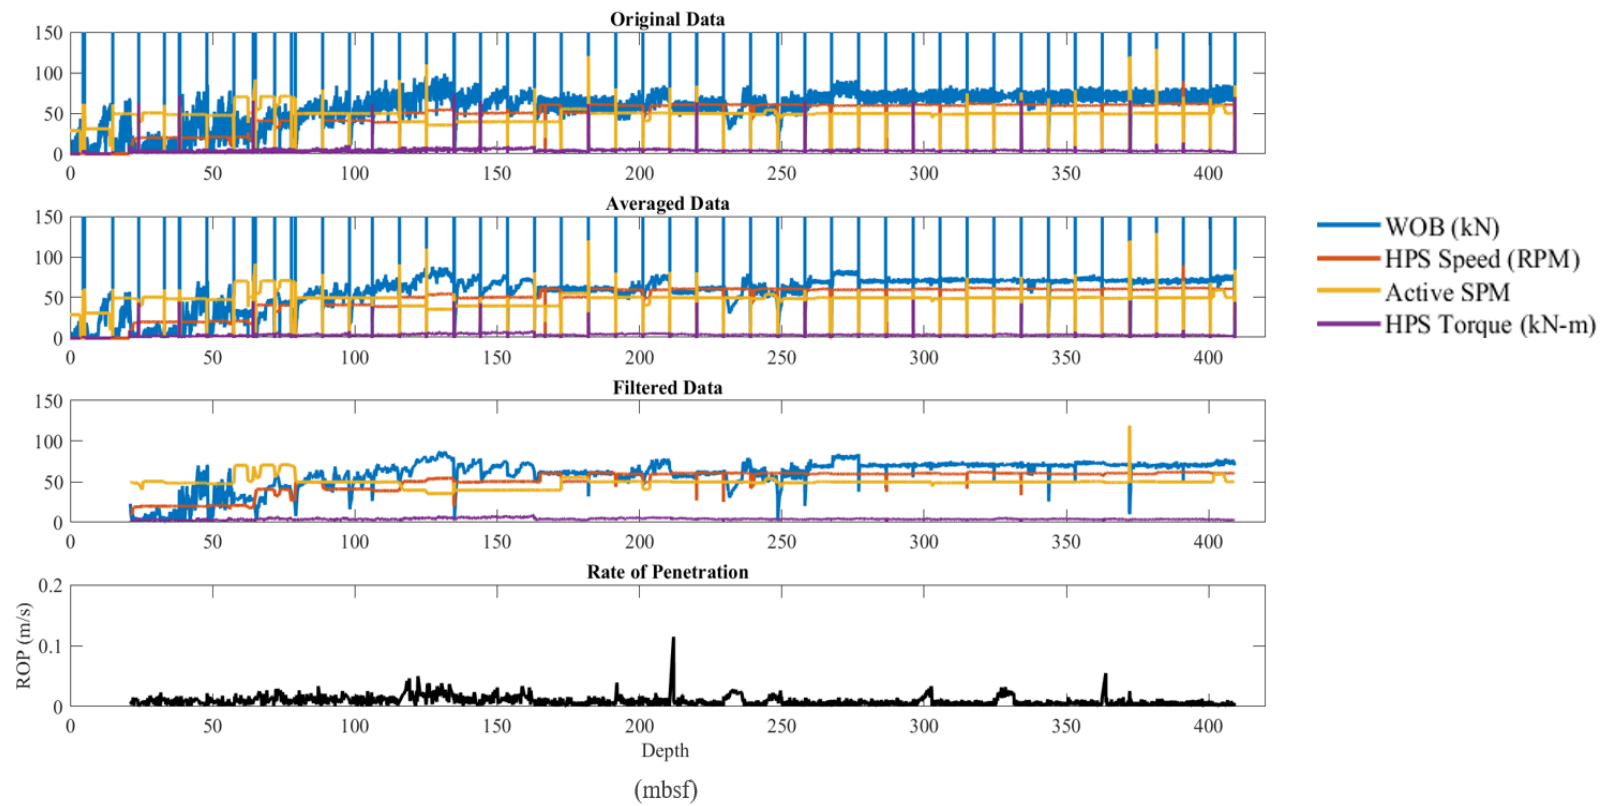 Original Data
150
100
50
0
0 50 100 150 200 250 300 350 400
Averaged Data
150
100
50
0
0 50 100 150 200 250 300 350 400
WOB (kN)
HPS Speed (RPM)
Active SPM
HPS Torque (kN-m)
Filtered Data
150
100
50
0
0 50 100 150 200 250 300 350 400
Rate of Penetration
ROP (m/s)
0.2
0.1
0
0 50 100 150 200 250 300 350 400
Depth
(mbsf)